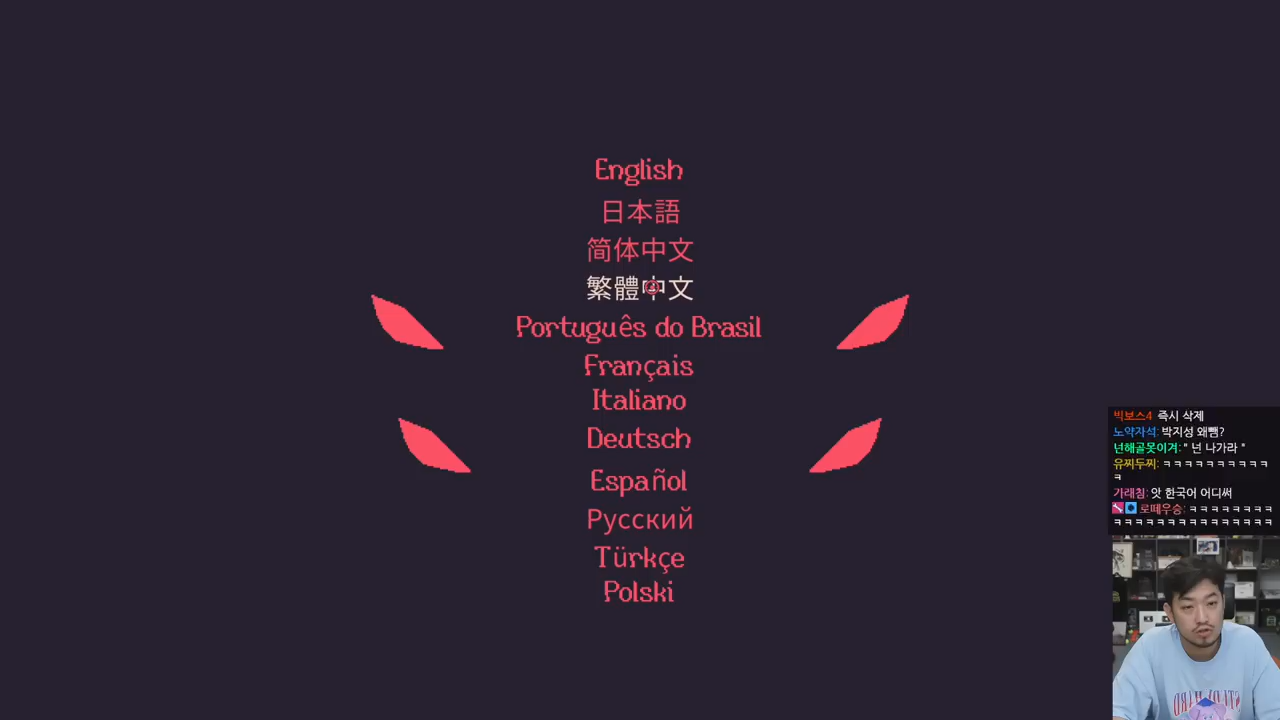 English
日本語
简体中文
繁體中文
Português do Brasil
Français
Italiano
Deutsch
Español
Русский
Türkçe
Polski
빅보스4 즉시 삭제
노약자석: 박지성 왜뺌?
넌해골못이겨: " 넌 나가라 "
유찌두찌: ㅋㅋㅋㅋㅋㅋㅋㅋㅋㅋ
ㅋ
가래침: 앗 한국어 어디써
로떼우승: ㅋㅋㅋㅋㅋㅋㅋㅋ
ㅋㅋㅋㅋㅋㅋㅋㅋㅋㅋㅋㅋㅋㅋㅋ